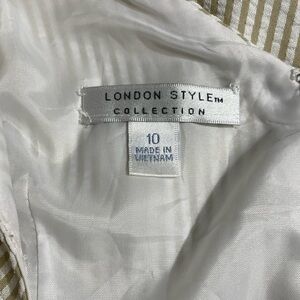 LONDON STYLE™
COLLECTION
10
MADE IN
VIETNAM